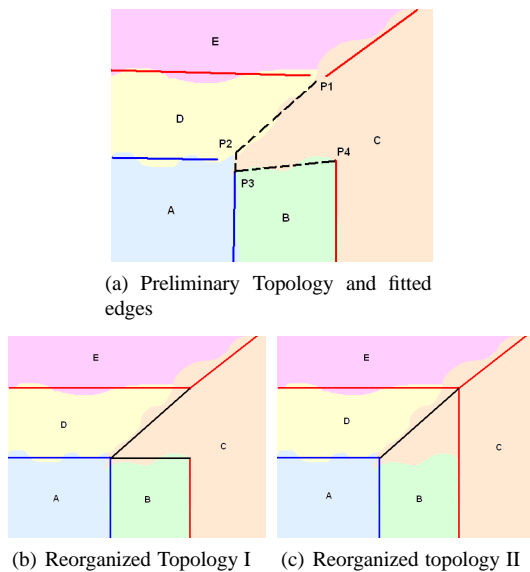 E
P1
D
P2
P4
C
P3
A
B
(a) Preliminary Topology and fitted
edges
E
D
C
A
B
(b) Reorganized Topology I
E
D
C
A
B
(c) Reorganized topology II